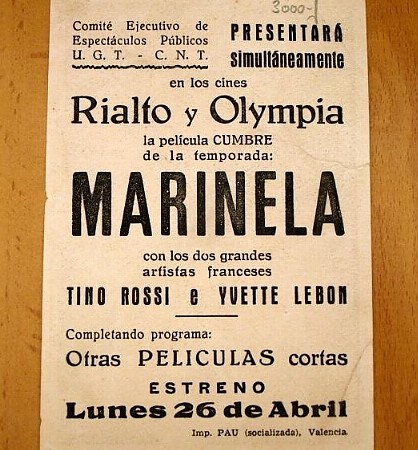 3000-
Comité Ejecutivo de
Espectáculos Públicos
U. G. T. - C. N. T.
PRESENTARÁ
simultáneamente
en los cines
Rialto y Olympia
la película CUMBRE
de la temporada:
MARINELA
con los dos grandes
artistas franceses
TINO ROSSI e YVETTE LEBON
Completando programa:
Otras PELICULAS cortas
ESTRENO
Lunes 26 de Abril
Imp. PAU (socializada), Valencia